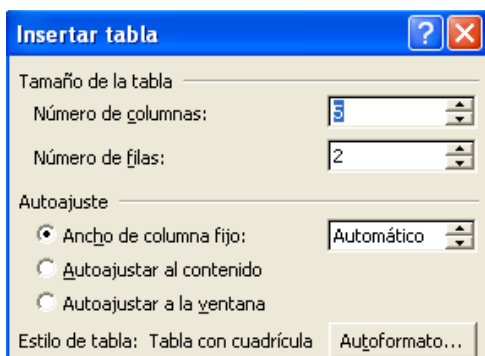 Insertar tabla
Tamaño de la tabla
Número de columnas: 5
Número de filas: 2
Autoajuste
Ancho de columna fijo: Automático
Autoajustar al contenido
Autoajustar a la ventana
Estilo de tabla: Tabla con cuadrícula Autoformato...